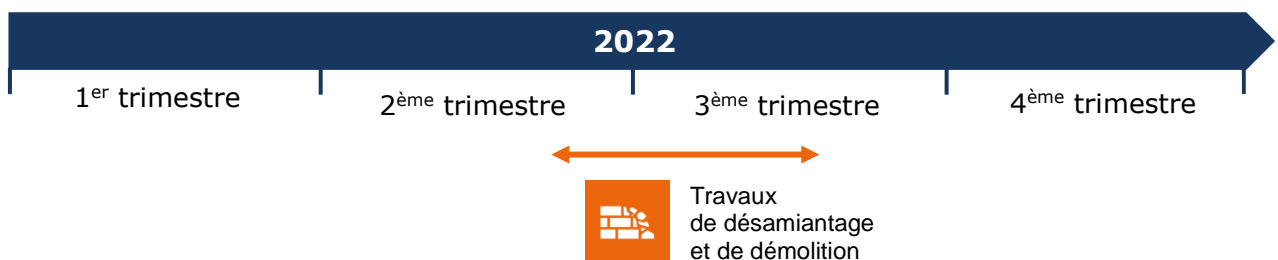 2022
1er trimestre
2ème trimestre
3ème trimestre
4ème trimestre
Travaux
de désamiantage
et de démolition